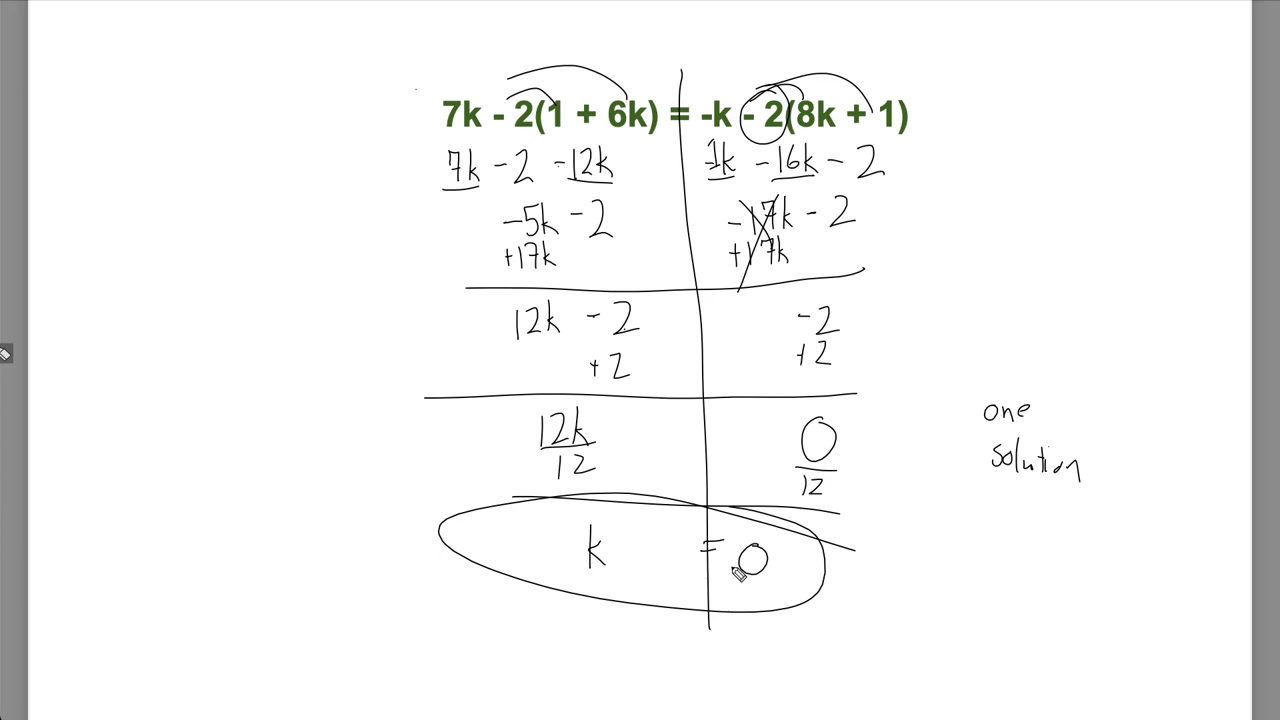 7k - 2(1 + 6k) = -k - 2(8k + 1)
7k - 2 - 12k -1k - 16k - 2
-5k - 2 -17k - 2
+17k +17k
12k - 2 -2
+2 +2
12k 0
12 12
k = 0
one
solution